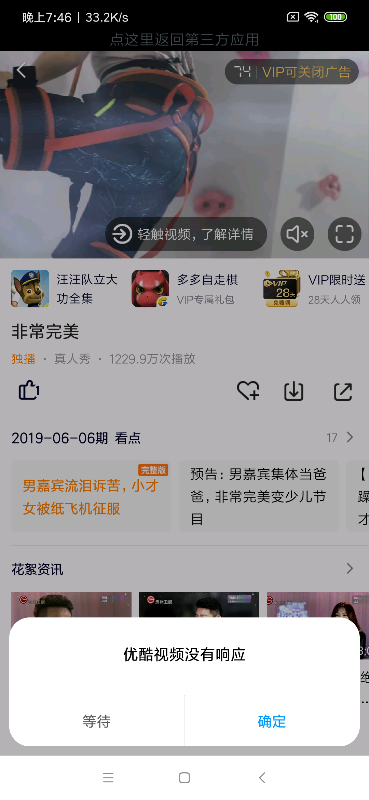 晚上7:46 | 33.2K/s
100
点这里返回第三方应用
74 | VIP可关闭广告
轻触视频，了解详情
汪汪队立大
功全集
多多自走棋
VIP专属礼包
VIP
28天
VIP限时送
28天人人领
非常完美
独播 · 真人秀 · 1229.9万次播放
1
2019-06-06期 看点
17
完整版
男嘉宾流泪诉苦，小才
女被纸飞机征服
预告：男嘉宾集体当爸
爸，非常完美变少儿节
目
【
躁
才
花絮资讯
优酷视频没有响应
等待
确定